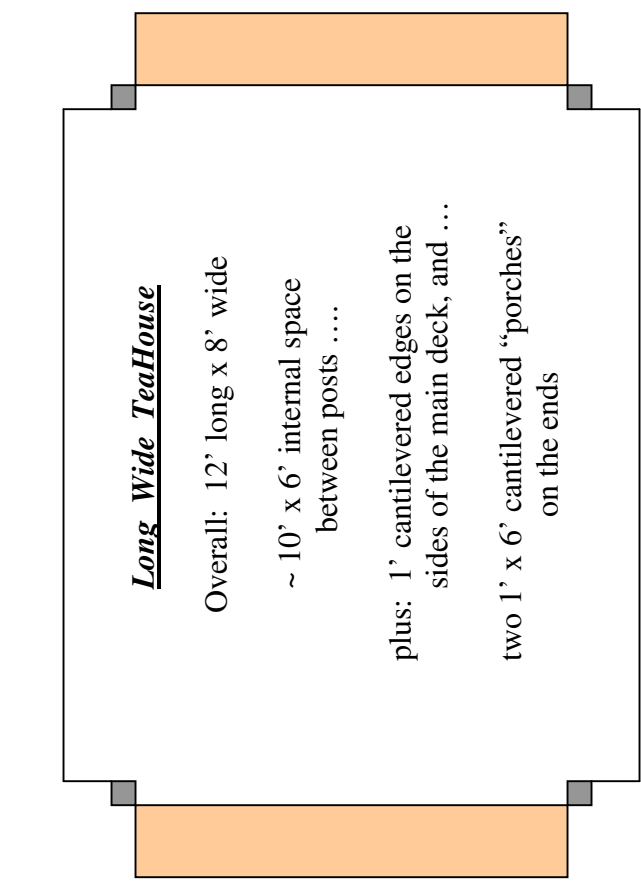 Long Wide TeaHouse
Overall: 12’ long x 8’ wide
~ 10’ x 6’ internal space
between posts ….
plus: 1’ cantilevered edges on the
sides of the main deck, and …
two 1’ x 6’ cantilevered “porches”
on the ends